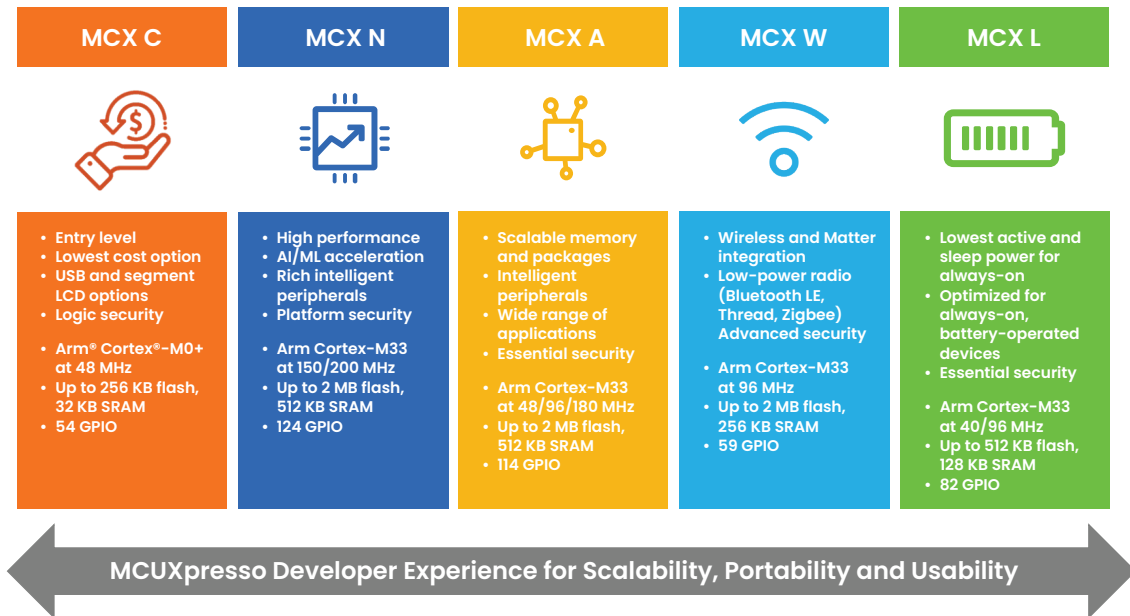 MCX C
MCX N
MCX A
MCX W
MCX L
$
• Entry level
• Lowest cost option
• USB and segment
LCD options
• Logic security
• Arm® Cortex®-M0+
at 48 MHz
• Up to 256 KB flash,
32 KB SRAM
• 54 GPIO
• High performance
• AI/ML acceleration
• Rich intelligent
peripherals
• Platform security
• Arm Cortex-M33
at 150/200 MHz
• Up to 2 MB flash,
512 KB SRAM
• 124 GPIO
• Scalable memory
and packages
• Intelligent
peripherals
• Wide range of
applications
• Essential security
• Arm Cortex-M33
at 48/96/180 MHz
• Up to 2 MB flash,
512 KB SRAM
• 114 GPIO
• Wireless and Matter
integration
• Low-power radio
(Bluetooth LE,
Thread, Zigbee)
Advanced security
• Arm Cortex-M33
at 96 MHz
• Up to 2 MB flash,
256 KB SRAM
• 59 GPIO
• Lowest active and
sleep power for
always-on
• Optimized for
always-on,
battery-operated
devices
• Essential security
• Arm Cortex-M33
at 40/96 MHz
• Up to 512 KB flash,
128 KB SRAM
• 82 GPIO
MCUXpresso Developer Experience for Scalability, Portability and Usability